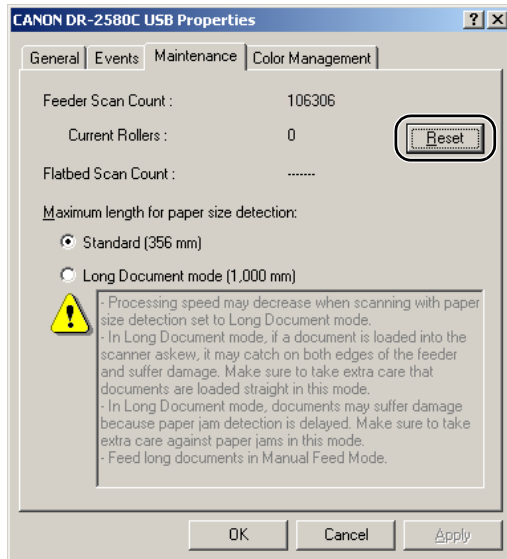 CANON DR-2580C USB Properties
General Events Maintenance Color Management
Feeder Scan Count : 106306
Current Rollers : 0 Reset
Flatbed Scan Count : -------
Maximum length for paper size detection:
Standard (356 mm)
Long Document mode (1,000 mm)
- Processing speed may decrease when scanning with paper
size detection set to Long Document mode.
- In Long Document mode, if a document is loaded into the
scanner askew, it may catch on both edges of the feeder
and suffer damage. Make sure to take extra care that
documents are loaded straight in this mode.
- In Long Document mode, documents may suffer damage
because paper jam detection is delayed. Make sure to take
extra care against paper jams in this mode.
- Feed long documents in Manual Feed Mode.
OK Cancel Apply